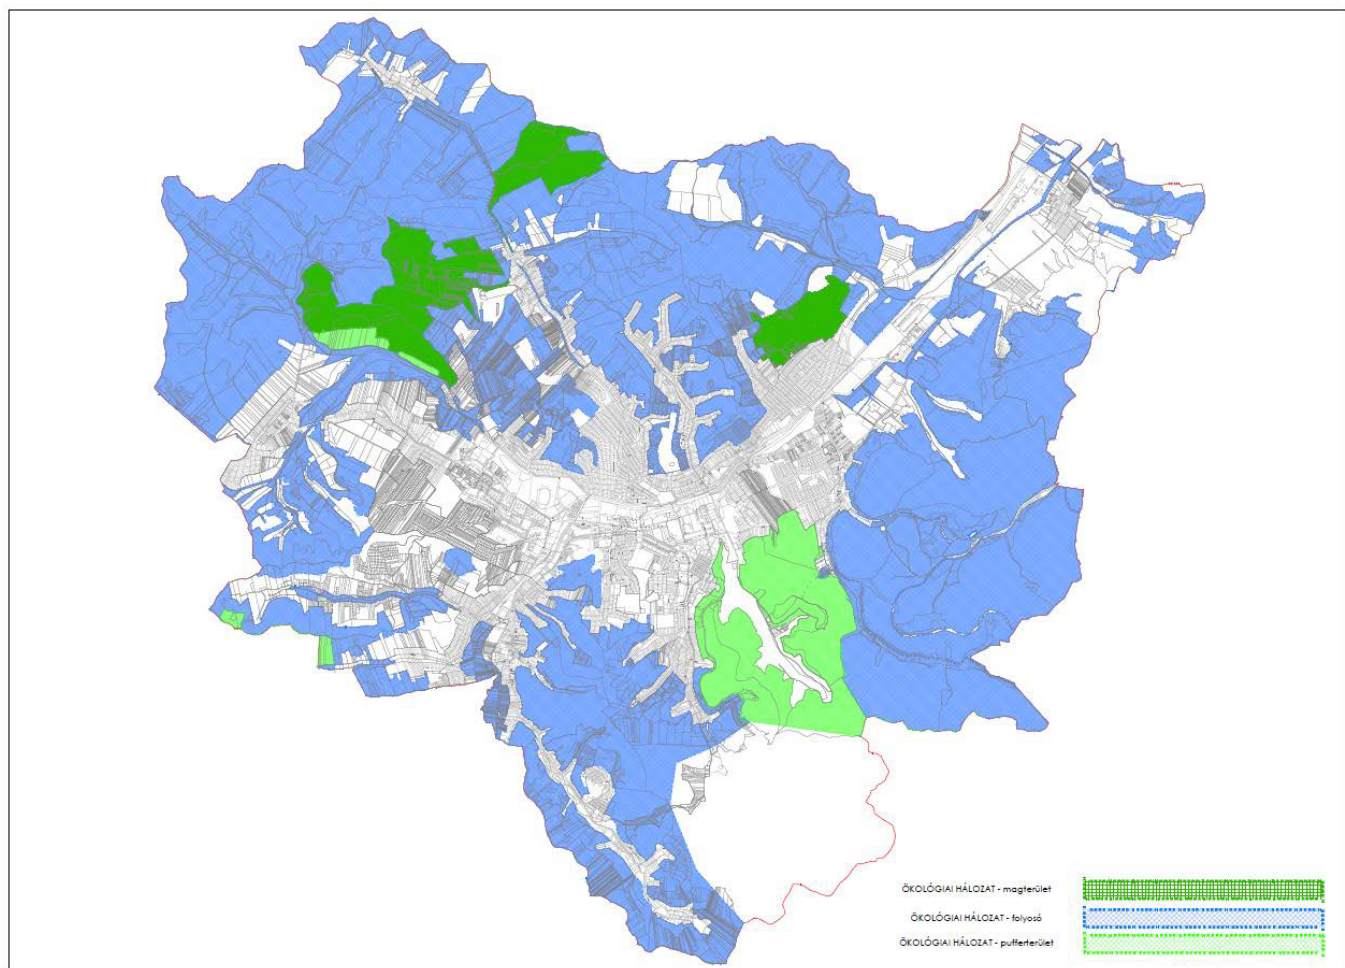 ÖKOLÓGIAI HÁLOZAT - magterület
ÖKOLÓGIAI HÁLOZAT - folyosó
ÖKOLÓGIAI HÁLOZAT - pufferterület